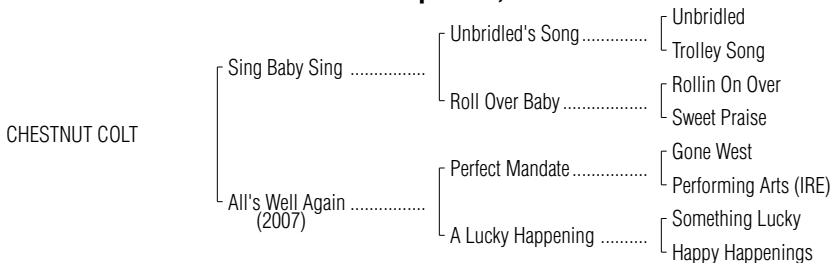 Unbridled
Unbridled's Song..............
Trolley Song
Sing Baby Sing ................
Rollin On Over
Roll Over Baby..................
Sweet Praise
CHESTNUT COLT
Gone West
Perfect Mandate................
Performing Arts (IRE)
All's Well Again ................
(2007)
Something Lucky
A Lucky Happening ..........
Happy Happenings